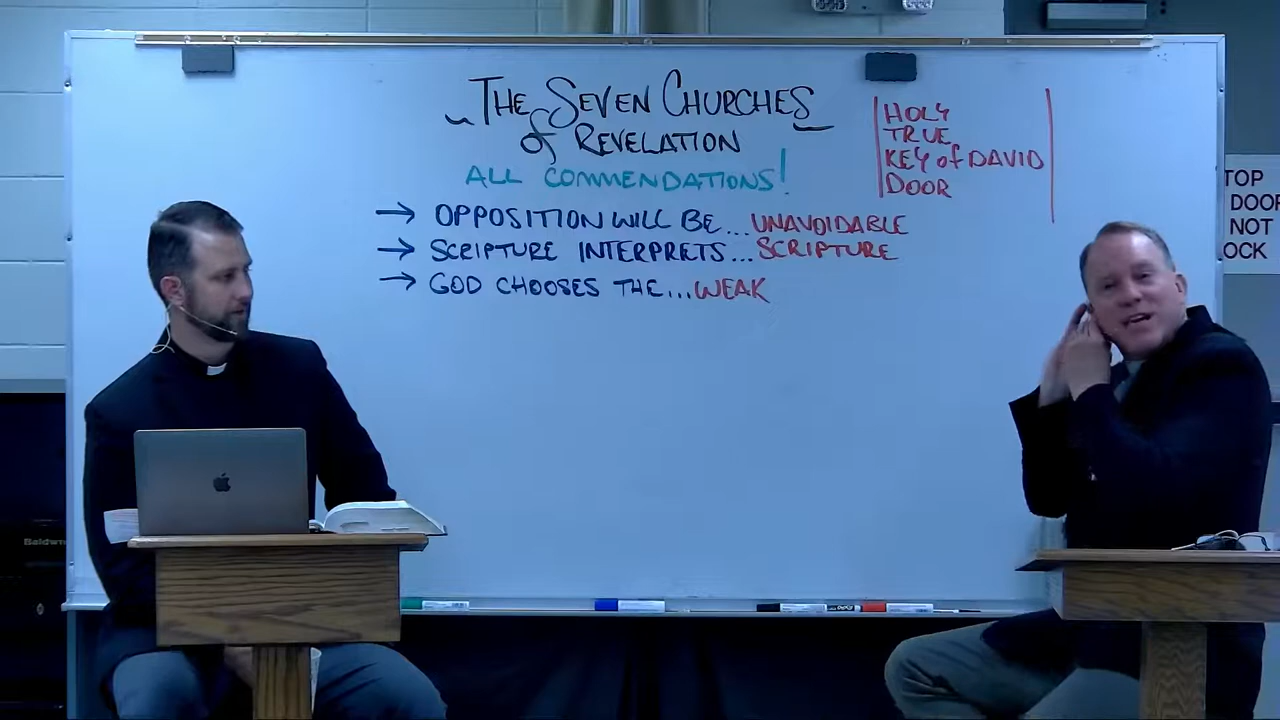 THE SEVEN CHURCHES
of REVELATION
ALL COMMENDATIONS!
→ OPPOSITION WILL BE...UNAVOIDABLE
→ SCRIPTURE INTERPRETS...SCRIPTURE
→ GOD CHOOSES THE...WEAK
HOLY
TRUE
KEY of DAVID
DOOR
TOP
DOOR
NOT
OCK
Baldwin